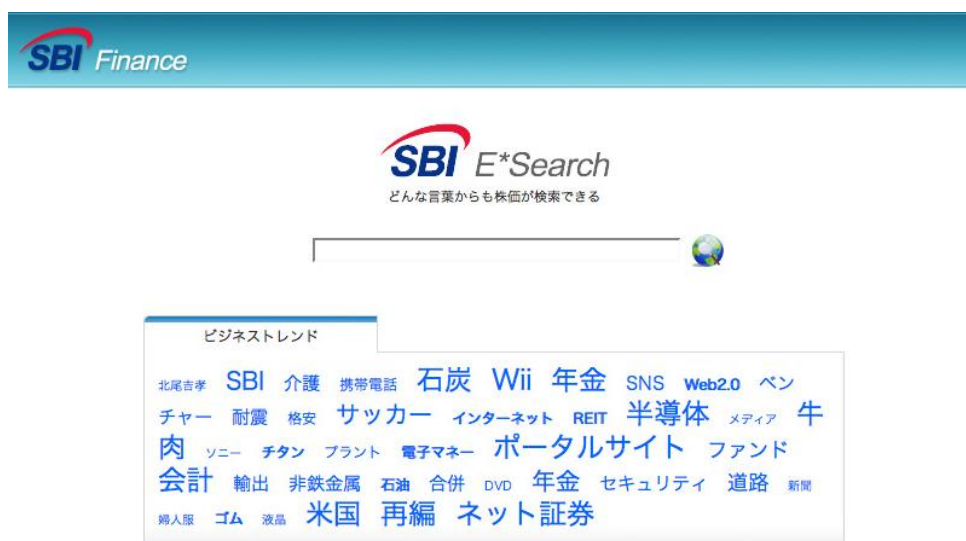 SBI Finance
SBI E*Search
どんな言葉からも株価が検索できる
ビジネストレンド
北尾吉孝 SBI 介護 携帯電話 石炭 Wii 年金 SNS Web2.0 ベン
チャー 耐震 格安 サッカー インターネット REIT 半導体 メディア 牛
肉 ソニー チタン プラント 電子マネー ポータルサイト ファンド
会計 輸出 非鉄金属 石油 合併 DVD 年金 セキュリティ 道路 新聞
婦人服 ゴム 液晶 米国 再編 ネット証券